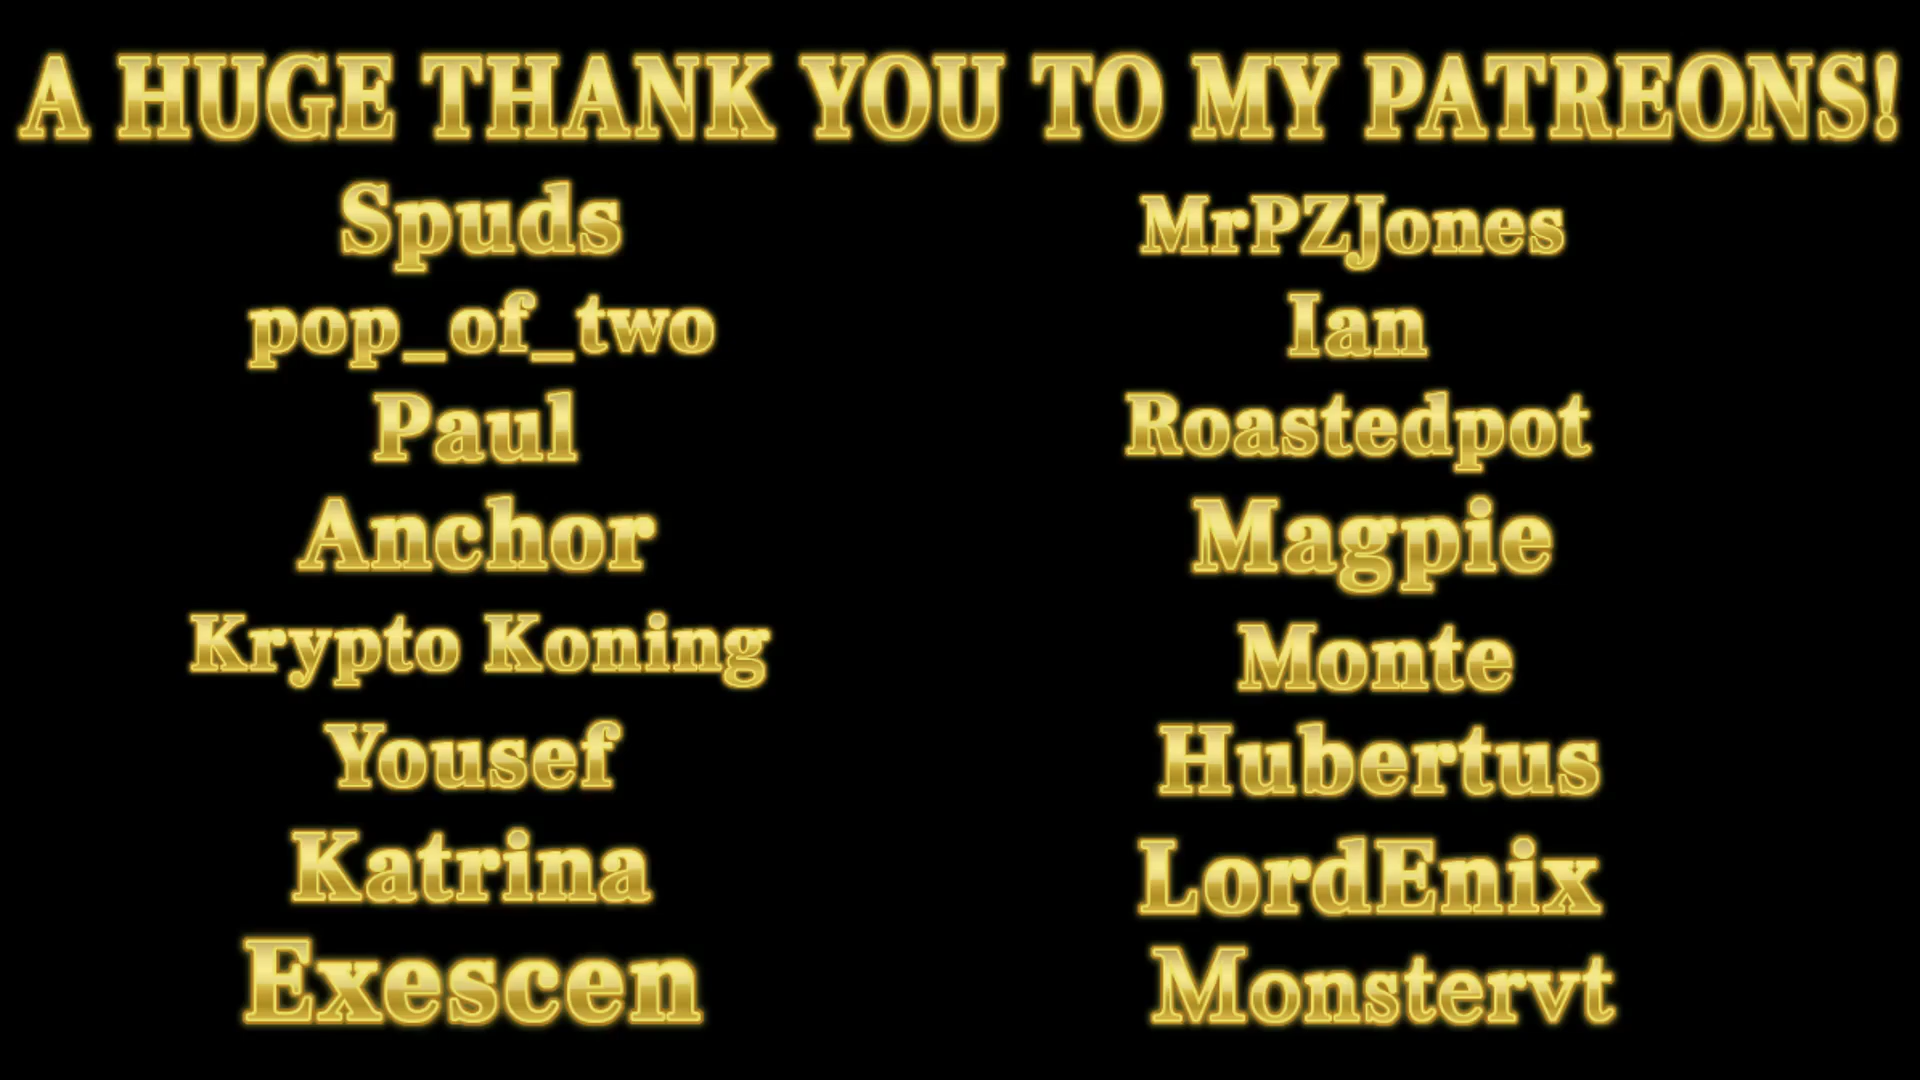 A HUGE THANK YOU TO MY PATREONS!
Spuds
pop_of_two
Paul
Anchor
Krypto Koning
Yousef
Katrina
Exescen
MrPZJones
Ian
Roastedpot
Magpie
Monte
Hubertus
LordEnix
Monstervt